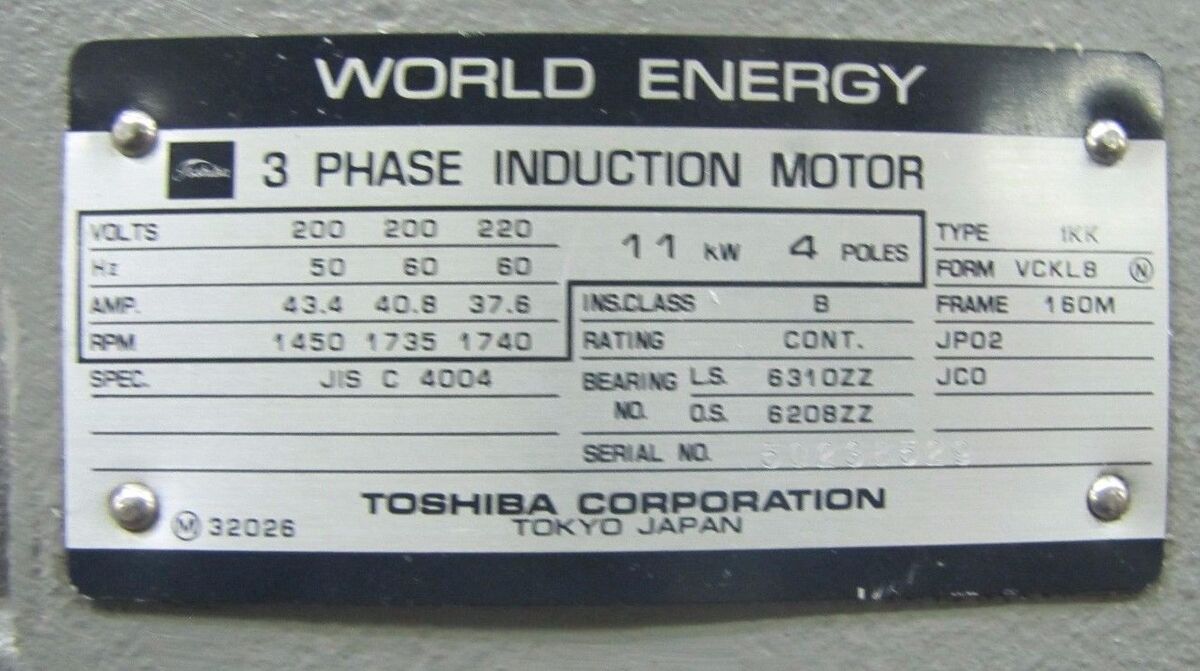 WORLD ENERGY
Toshiba 3 PHASE INDUCTION MOTOR
VOLTS 200 200 220
Hz 50 60 60
AMP. 43.4 40.8 37.6
RPM 1450 1735 1740
SPEC. JIS C 4004
11 kW 4 POLES
INS.CLASS B
RATING CONT.
BEARING L.S. 6310ZZ
NO. O.S. 6208ZZ
SERIAL NO.
TYPE 1KK
FORM VCKL8 N
FRAME 160M
JP02
JC0
TOSHIBA CORPORATION
TOKYO JAPAN
M 32026